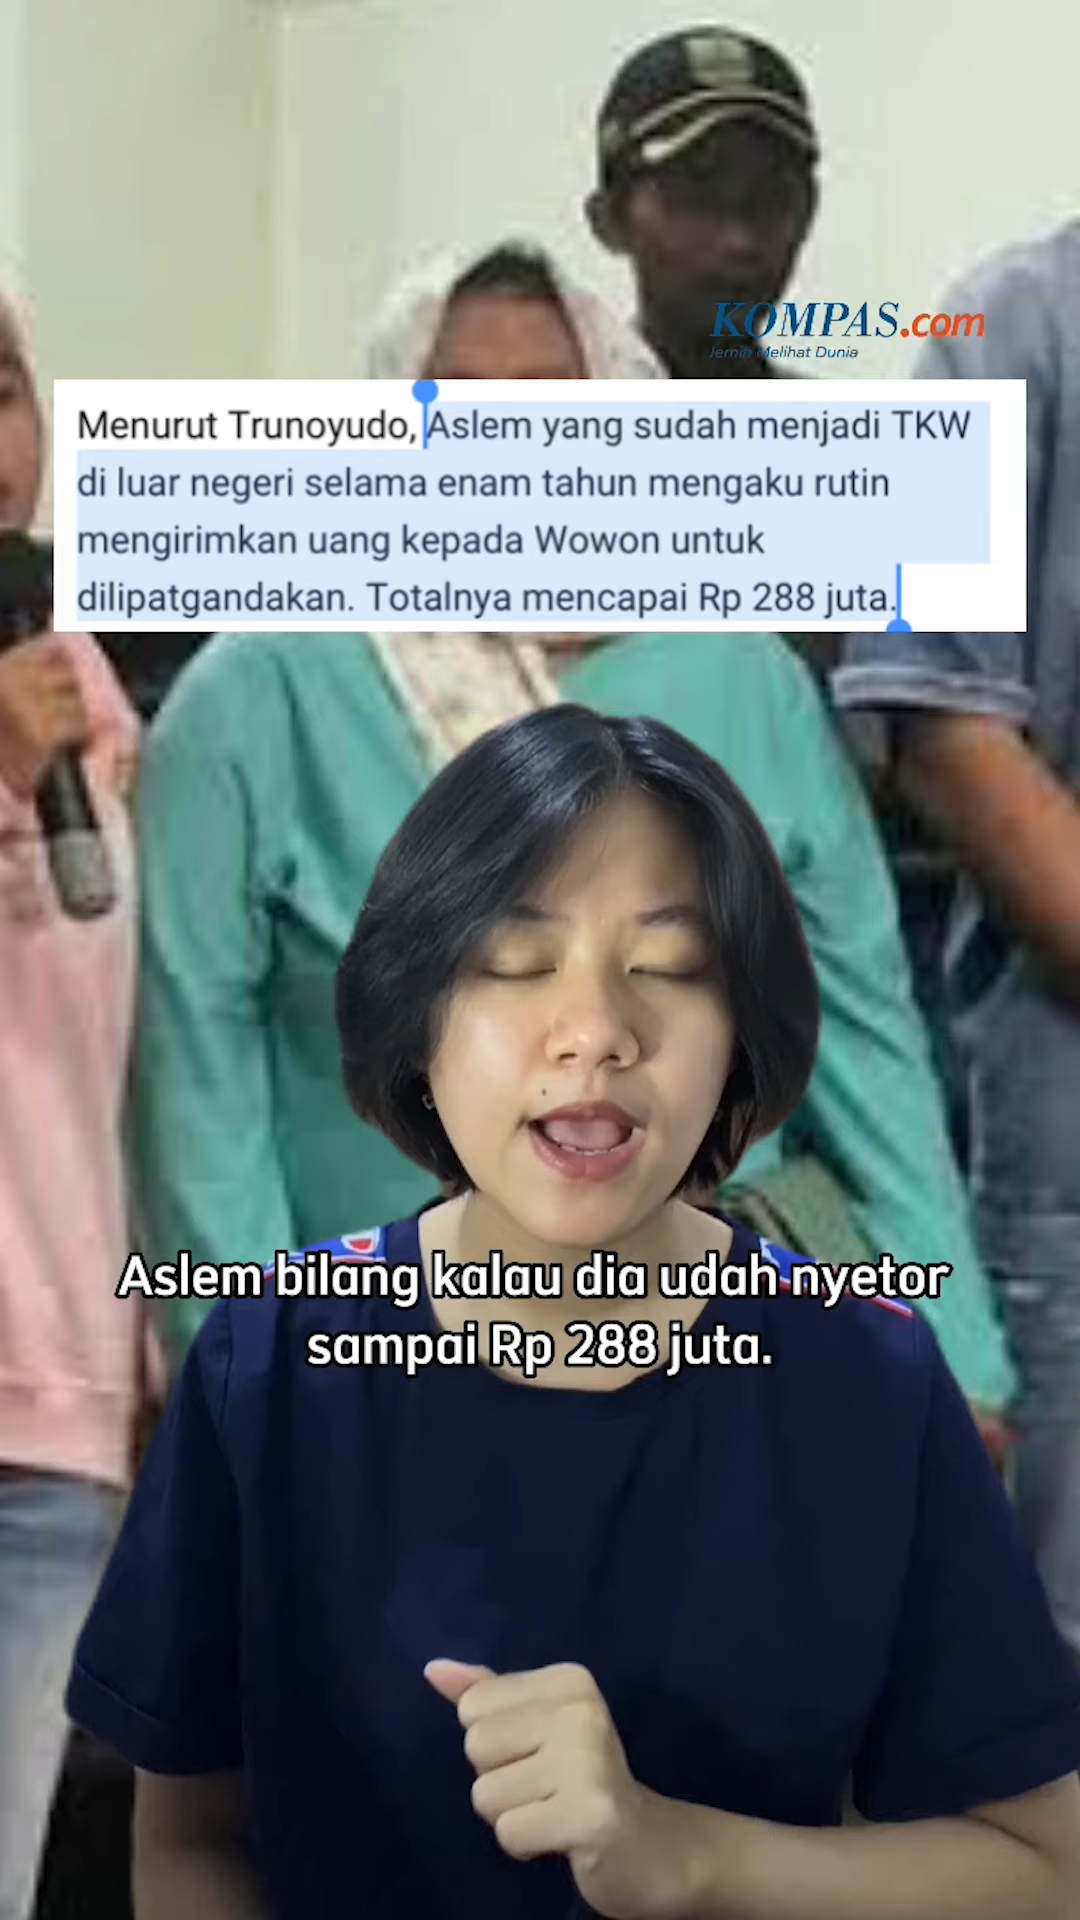 KOMPAS.com
Jernih Melihat Dunia
Menurut Trunoyudo, Aslem yang sudah menjadi TKW
di luar negeri selama enam tahun mengaku rutin
mengirimkan uang kepada Wowon untuk
dilipatgandakan. Totalnya mencapai Rp 288 juta.
Aslem bilang kalau dia udah nyetor
sampai Rp 288 juta.